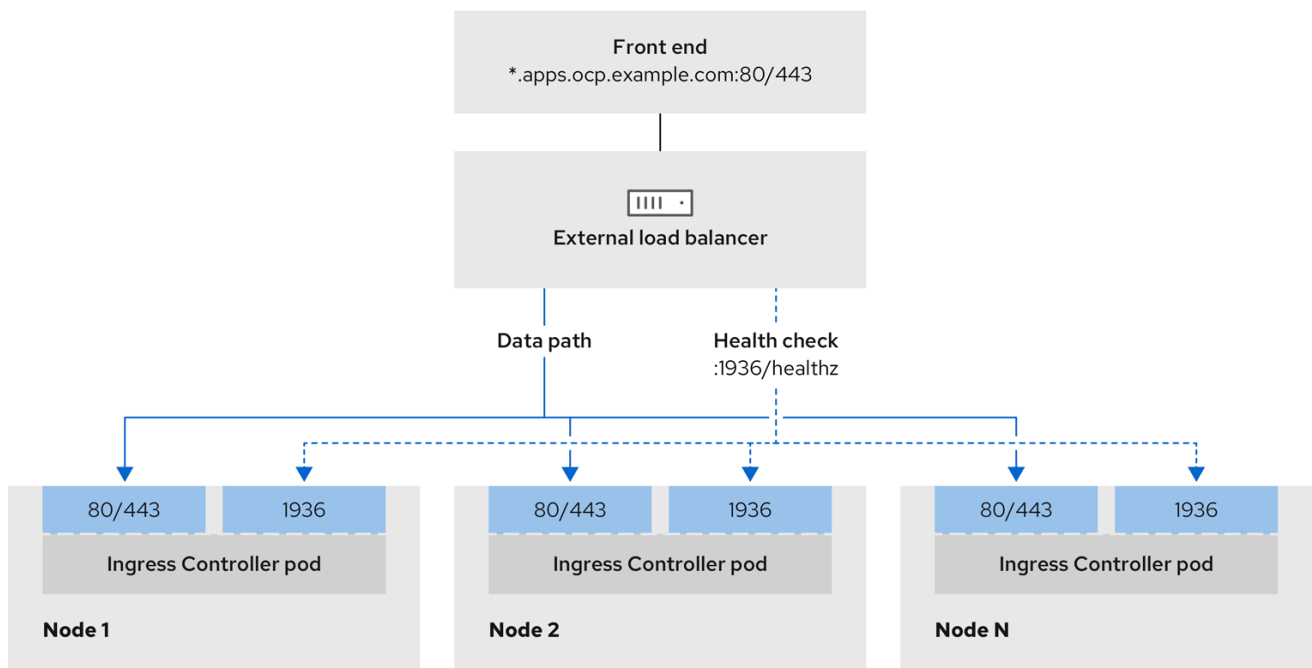 Front end
*.apps.ocp.example.com:80/443
External load balancer
Data path
Health check
:1936/healthz
80/443
1936
Ingress Controller pod
Node 1
80/443
1936
Ingress Controller pod
Node 2
80/443
1936
Ingress Controller pod
Node N